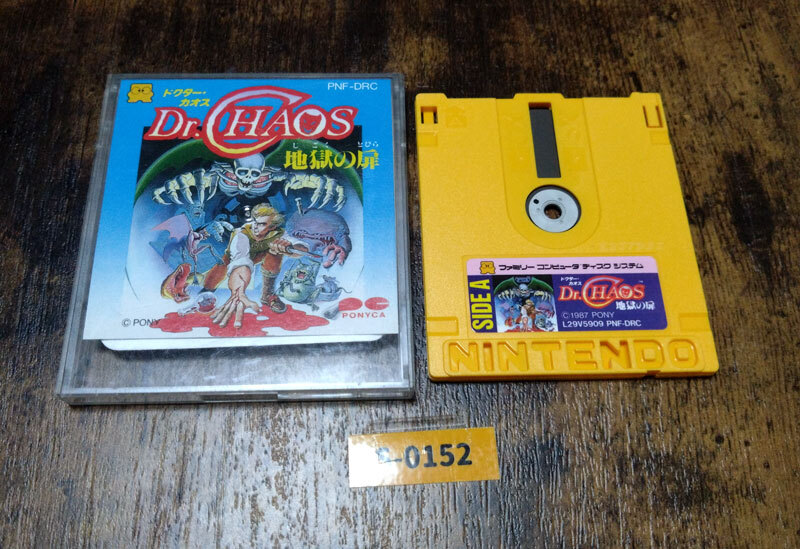 PNF-DRC
ドクター・
カオス
Dr. CHAOS
じごく とびら
地獄の扉
© PONY
PONYCA
ファミリー コンピュータ ディスク システム
SIDE A
ドクター・
カオス
Dr. CHAOS
地獄の扉
©1987 PONY
L29V5909 PNF-DRC
NINTENDO
-0152